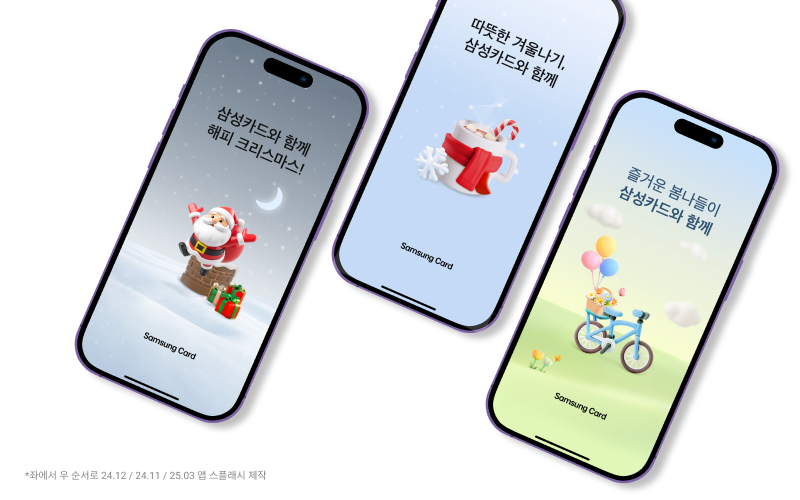 삼성카드와 함께
해피 크리스마스!
Samsung Card
따뜻한 겨울나기,
삼성카드와 함께
Samsung Card
즐거운 봄나들이
삼성카드와 함께
Samsung Card
*좌에서 우 순서로 24.12 / 24.11 / 25.03 앱 스플래시 제작